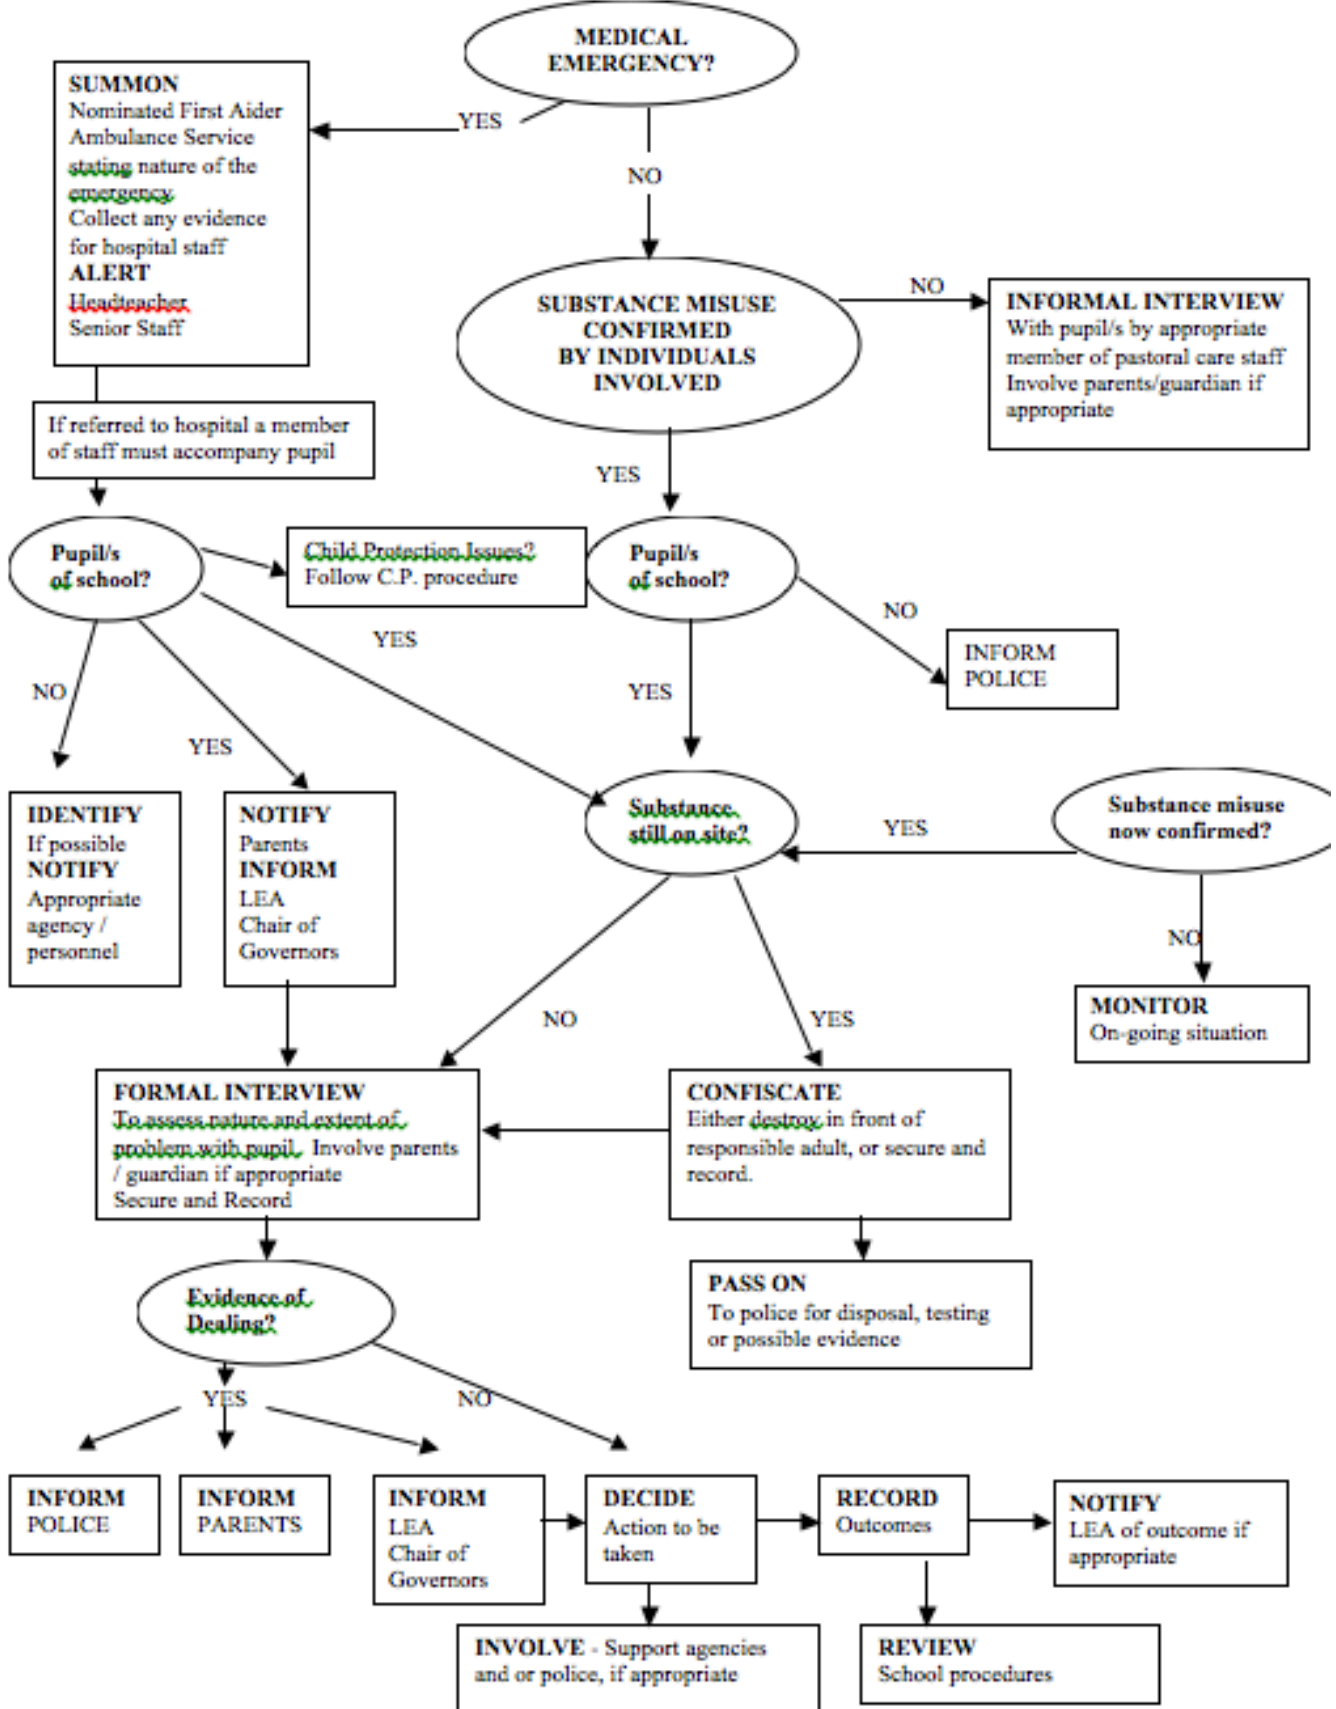 MEDICAL
EMERGENCY?
SUMMON
Nominated First Aider
Ambulance Service
stating nature of the
emergency.
Collect any evidence
for hospital staff
ALERT
Headteacher
Senior Staff
YES
NO
SUBSTANCE MISUSE
CONFIRMED
BY INDIVIDUALS
INVOLVED
NO
INFORMAL INTERVIEW
With pupil/s by appropriate
member of pastoral care staff
Involve parents/guardian if
appropriate
If referred to hospital a member
of staff must accompany pupil
YES
Pupil/s
of school?
Child Protection Issues?
Follow C.P. procedure
Pupil/s
of school?
NO
INFORM
POLICE
YES
NO
YES
YES
IDENTIFY
If possible
NOTIFY
Appropriate
agency /
personnel
NOTIFY
Parents
INFORM
LEA
Chair of
Governors
Substance
still on site?
YES
Substance misuse
now confirmed?
NO
MONITOR
On-going situation
NO
YES
FORMAL INTERVIEW
To assess nature and extent of
problem with pupil. Involve parents
/ guardian if appropriate
Secure and Record
CONFISCATE
Either destroy in front of
responsible adult, or secure and
record.
PASS ON
To police for disposal, testing
or possible evidence
Evidence of
Dealing?
YES
NO
INFORM
POLICE
INFORM
PARENTS
INFORM
LEA
Chair of
Governors
DECIDE
Action to be
taken
RECORD
Outcomes
NOTIFY
LEA of outcome if
appropriate
INVOLVE - Support agencies
and or police, if appropriate
REVIEW
School procedures